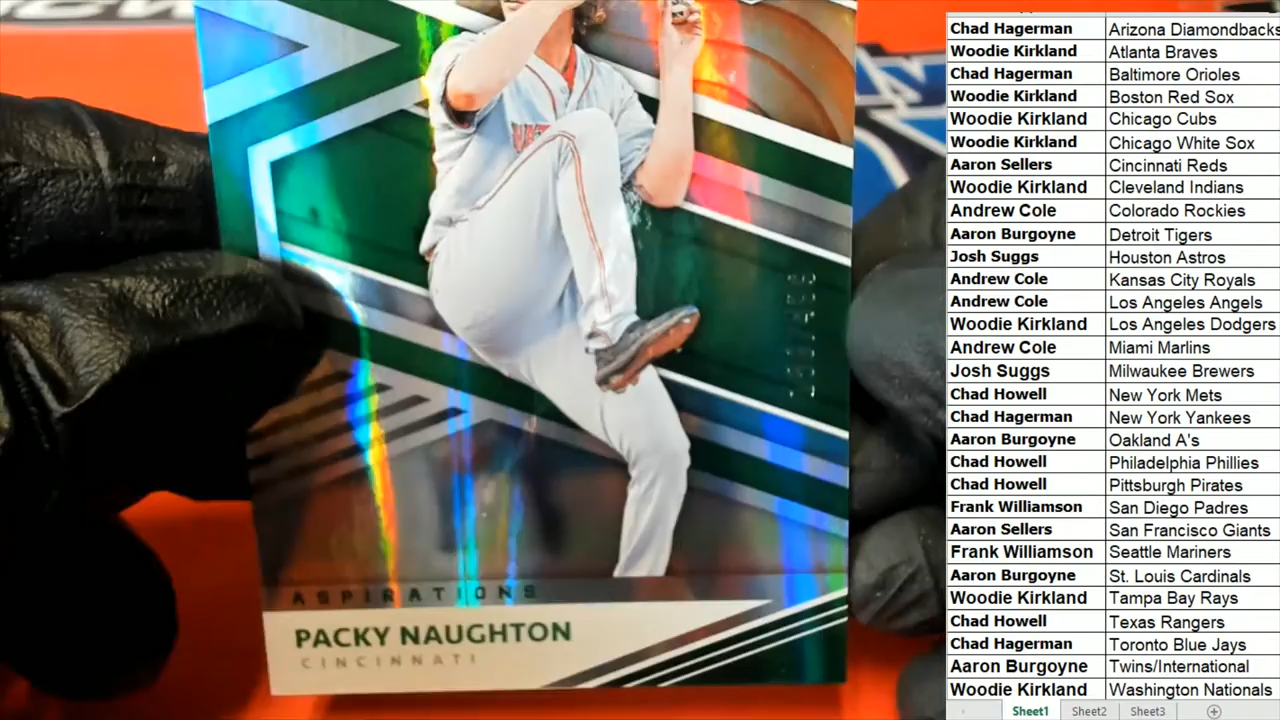 ASPIRATIONS
PACKY NAUGHTON
CINCINNATI
Chad Hagerman Arizona Diamondbacks
Woodie Kirkland Atlanta Braves
Chad Hagerman Baltimore Orioles
Woodie Kirkland Boston Red Sox
Woodie Kirkland Chicago Cubs
Woodie Kirkland Chicago White Sox
Aaron Sellers Cincinnati Reds
Woodie Kirkland Cleveland Indians
Andrew Cole Colorado Rockies
Aaron Burgoyne Detroit Tigers
Josh Suggs Houston Astros
Andrew Cole Kansas City Royals
Andrew Cole Los Angeles Angels
Woodie Kirkland Los Angeles Dodgers
Andrew Cole Miami Marlins
Josh Suggs Milwaukee Brewers
Chad Howell New York Mets
Chad Hagerman New York Yankees
Aaron Burgoyne Oakland A's
Chad Howell Philadelphia Phillies
Chad Howell Pittsburgh Pirates
Frank Williamson San Diego Padres
Aaron Sellers San Francisco Giants
Frank Williamson Seattle Mariners
Aaron Burgoyne St. Louis Cardinals
Woodie Kirkland Tampa Bay Rays
Chad Howell Texas Rangers
Chad Hagerman Toronto Blue Jays
Aaron Burgoyne Twins/International
Woodie Kirkland Washington Nationals
Sheet1 Sheet2 Sheet3